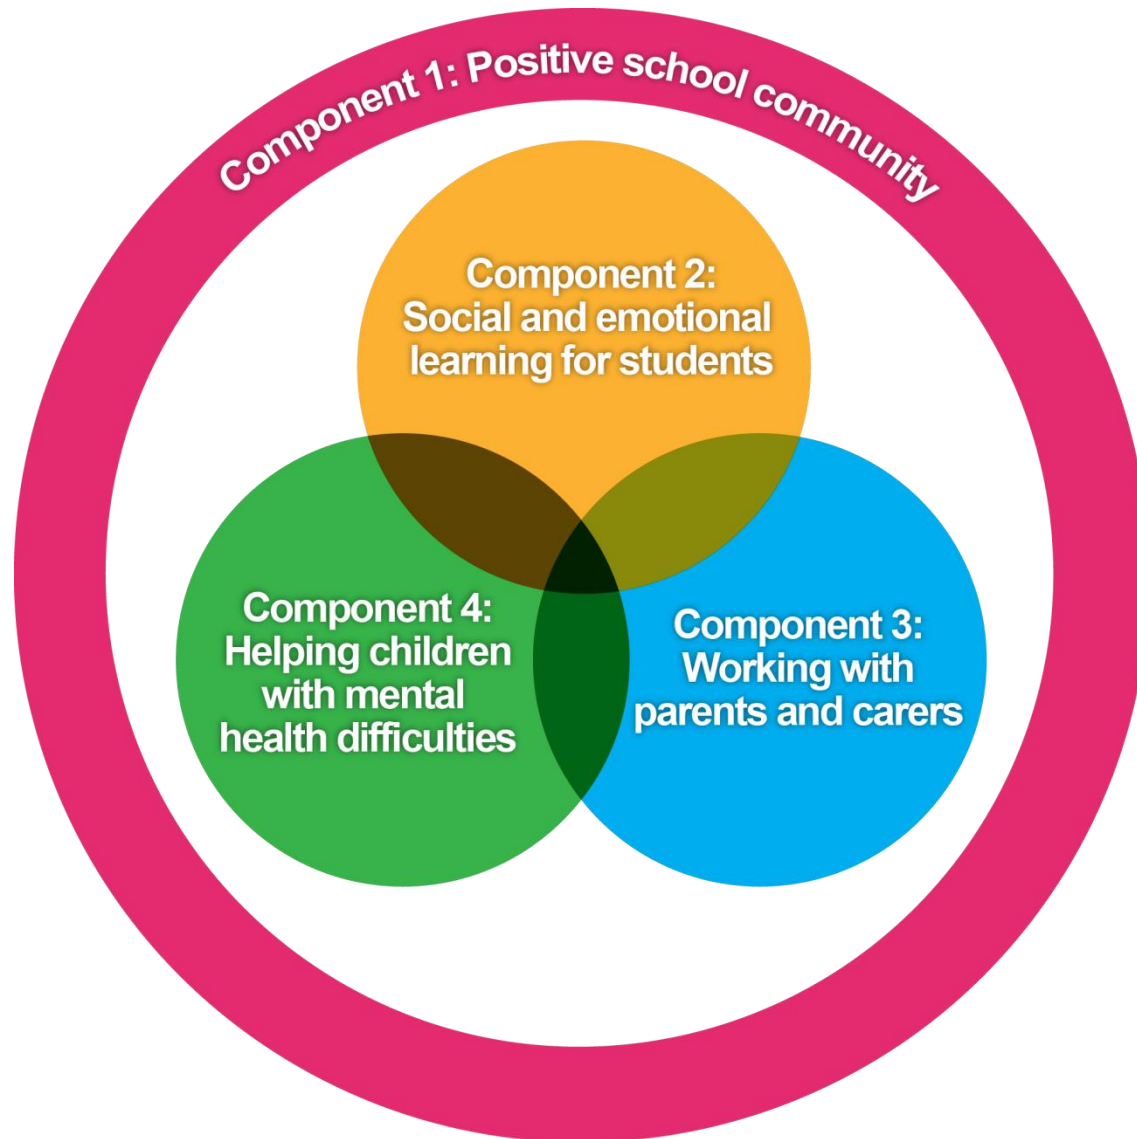 Component 1: Positive school community
Component 2:
Social and emotional
learning for students
Component 4:
Helping children
with mental
health difficulties
Component 3:
Working with
parents and carers